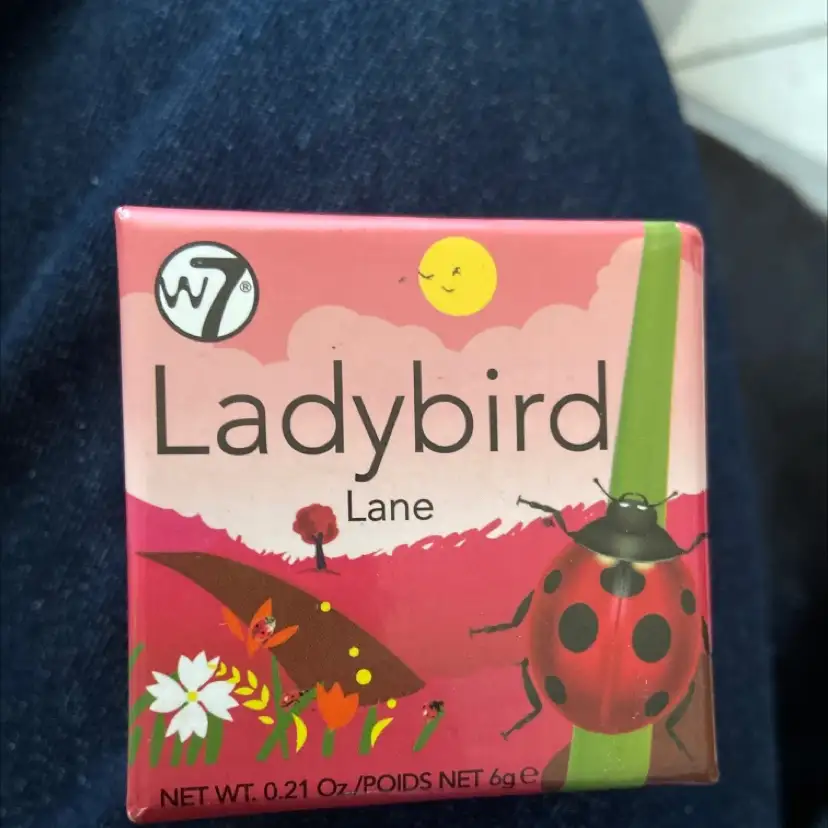 W7®
Ladybird
Lane
NET WT. 0.21 Oz./POIDS NET 6g e